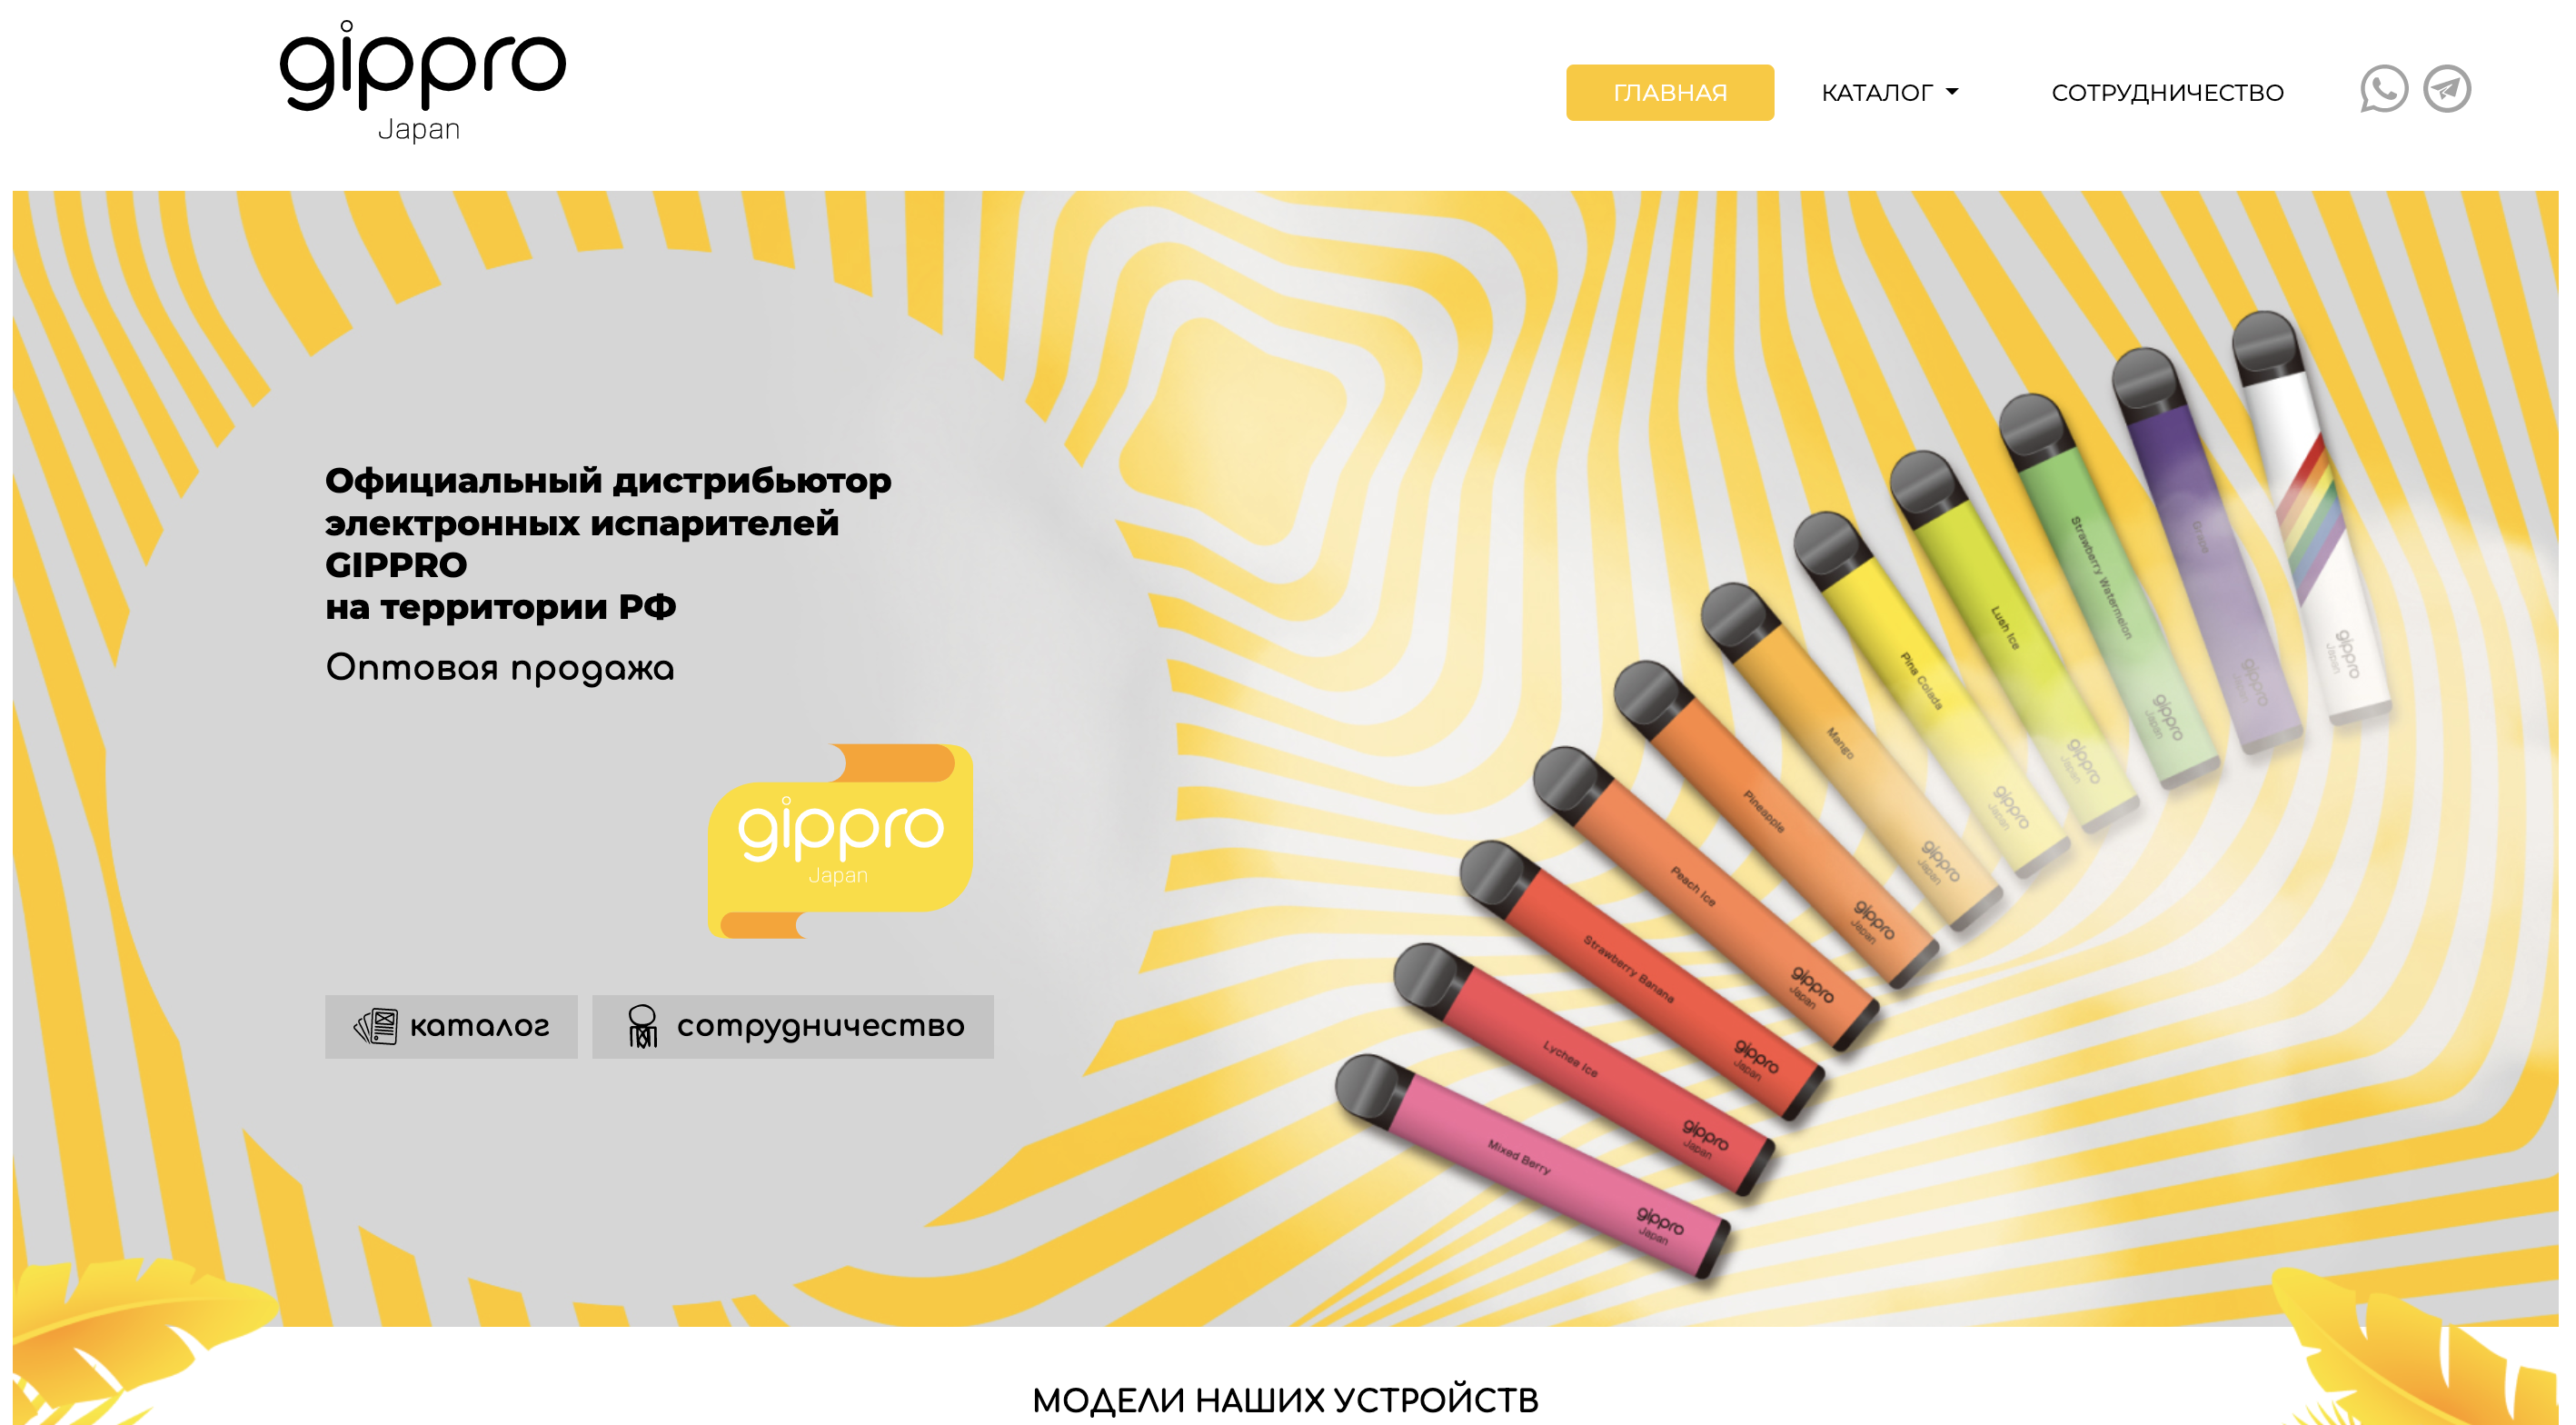 gippro
Japan
ГЛАВНАЯ
КАТАЛОГ
СОТРУДНИЧЕСТВО
Официальный дистрибьютор
электронных испарителей
GIPPRO
на территории РФ
Оптовая продажа
gippro
Japan
каталог
сотрудничество
gippro
Japan
Grape
gippro
Japan
Strawberry Watermelon
gippro
Japan
Lush Ice
gippro
Japan
Pina Colada
gippro
Japan
Mango
gippro
Japan
Pineapple
gippro
Japan
Peach Ice
gippro
Japan
Strawberry Banana
gippro
Japan
Lychee Ice
gippro
Japan
Mixed Berry
gippro
Japan
МОДЕЛИ НАШИХ УСТРОЙСТВ